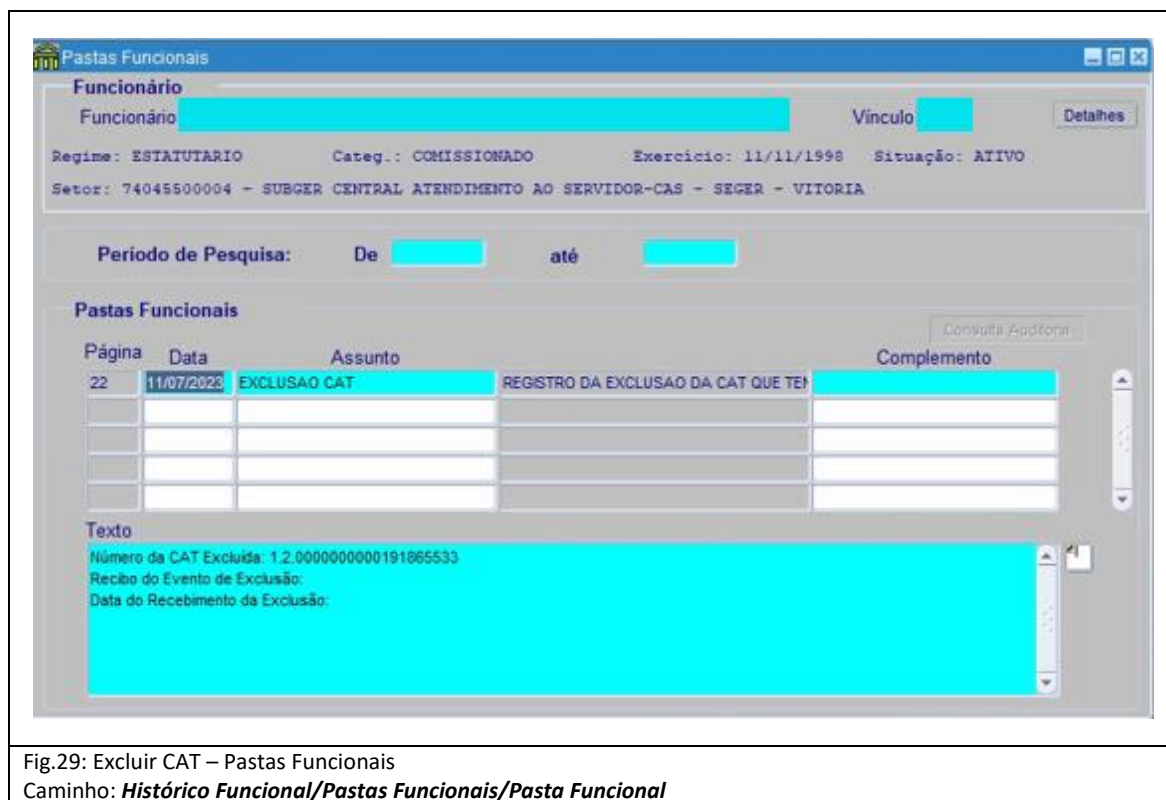 Pastas Funcionais
Funcionário
Funcionário Vínculo Detalhes
Regime: ESTATUTARIO Categ.: COMISSIONADO Exercício: 11/11/1998 Situação: ATIVO
Setor: 74045500004 - SUBGER CENTRAL ATENDIMENTO AO SERVIDOR-CAS - SEGER - VITORIA
Período de Pesquisa: De até
Pastas Funcionais
Consulta Auditoria
Página Data Assunto Complemento
22 11/07/2023 EXCLUSAO CAT REGISTRO DA EXCLUSAO DA CAT QUE TEM
Texto
Número da CAT Excluída: 1.2.0000000000191865533
Recibo do Evento de Exclusão:
Data do Recebimento da Exclusão:
Fig.29: Excluir CAT – Pastas Funcionais
Caminho: Histórico Funcional/Pastas Funcionais/Pasta Funcional